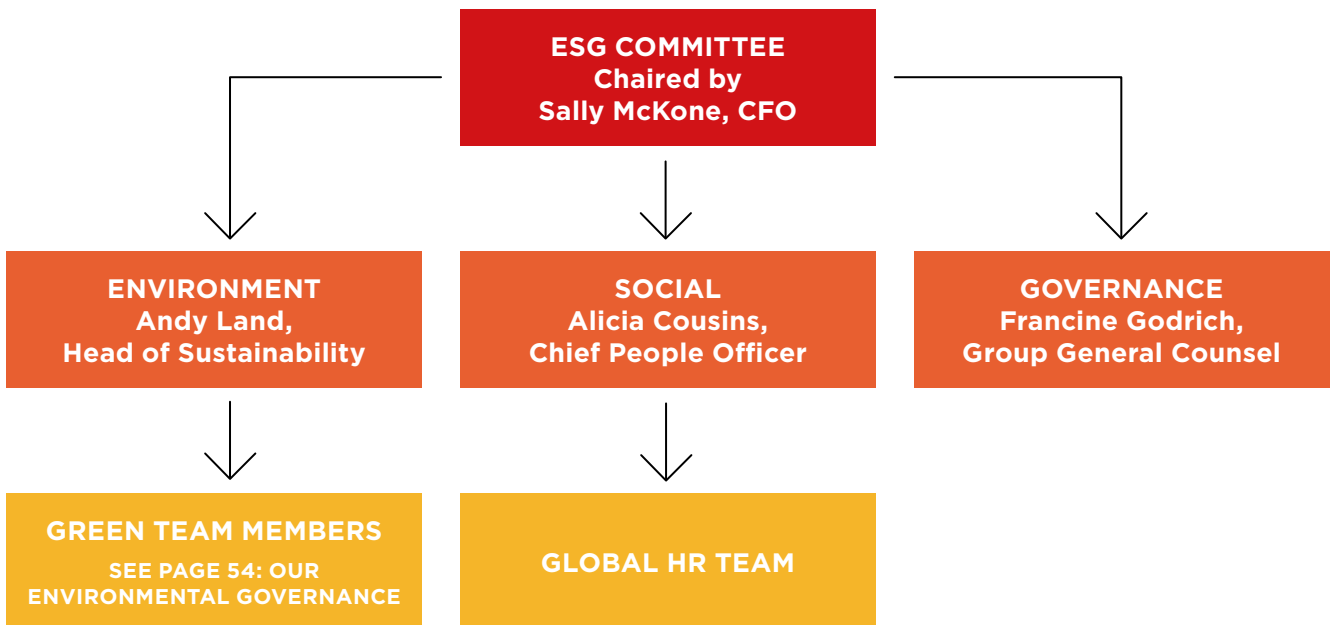 ESG COMMITTEE
Chaired by
Sally McKone, CFO
ENVIRONMENT
Andy Land,
Head of Sustainability
SOCIAL
Alicia Cousins,
Chief People Officer
GOVERNANCE
Francine Godrich,
Group General Counsel
GREEN TEAM MEMBERS
SEE PAGE 54: OUR
ENVIRONMENTAL GOVERNANCE
GLOBAL HR TEAM